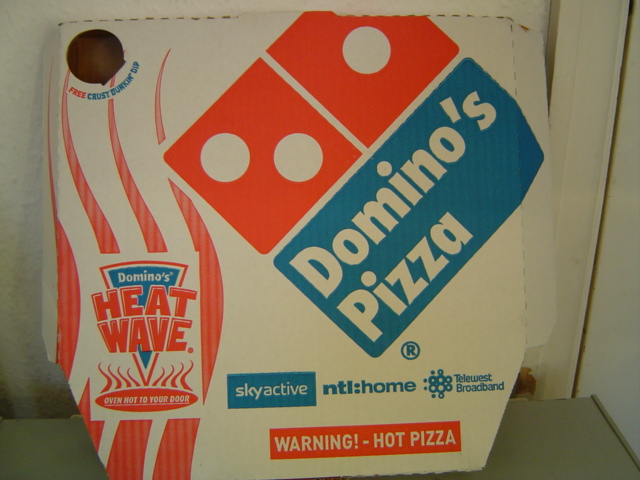 FREE CRUST DUNKIN' DIP
Domino's
Pizza
®
Domino's®
HEAT
WAVE®
OVEN HOT TO YOUR DOOR
skyactive
ntl:home
Telewest
Broadband
WARNING! - HOT PIZZA